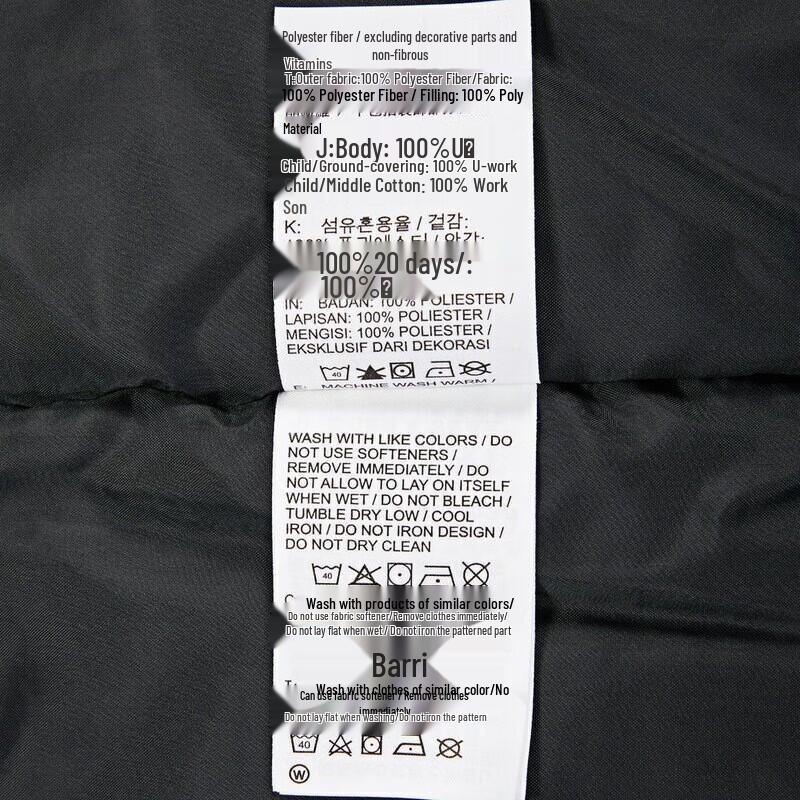 Polyester fiber / excluding decorative parts and
non-fibrous
Vitamins
T:Outer fabric:100% Polyester Fiber/Fabric:
100% Polyester Fiber / Filling: 100% Poly
Material
J:Body: 100%U
Child/Ground-covering: 100% U-work
Child/Middle Cotton: 100% Work
Son
K: 섬유혼용율 / 겉감:
100%20 days/:
100%
IN: BADAN: 100% POLIESTER /
LAPISAN: 100% POLIESTER /
MENGISI: 100% POLIESTER /
EKSKLUSIF DARI DEKORASI
40
E: MACHINE WASH WARM /
WASH WITH LIKE COLORS / DO
NOT USE SOFTENERS /
REMOVE IMMEDIATELY / DO
NOT ALLOW TO LAY ON ITSELF
WHEN WET / DO NOT BLEACH /
TUMBLE DRY LOW / COOL
IRON / DO NOT IRON DESIGN /
DO NOT DRY CLEAN
40
Wash with products of similar colors/
Do not use fabric softener/Remove clothes immediately/
Do not lay flat when wet / Do not iron the patterned part
Barri
Wash with clothes of similar color/No
Can use fabric softener / Remove clothes
immediately
Do not lay flat when washing/Do not iron the pattern
40
W